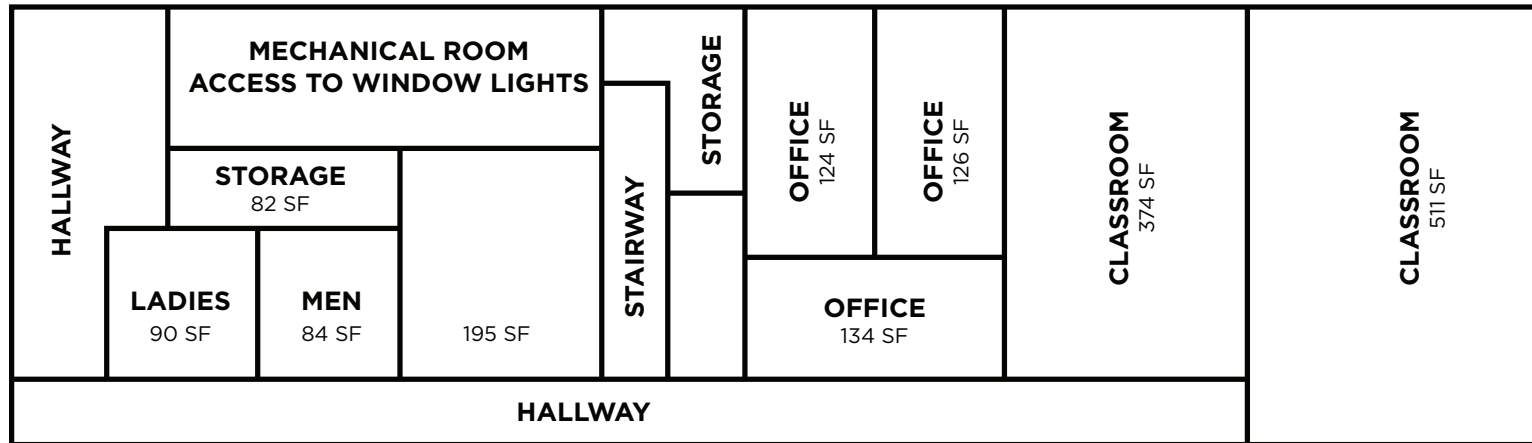 HALLWAY
MECHANICAL ROOM
ACCESS TO WINDOW LIGHTS
STORAGE
82 SF
LADIES
90 SF
MEN
84 SF
195 SF
STAIRWAY
STORAGE
OFFICE
124 SF
OFFICE
126 SF
OFFICE
134 SF
CLASSROOM
374 SF
CLASSROOM
511 SF
HALLWAY